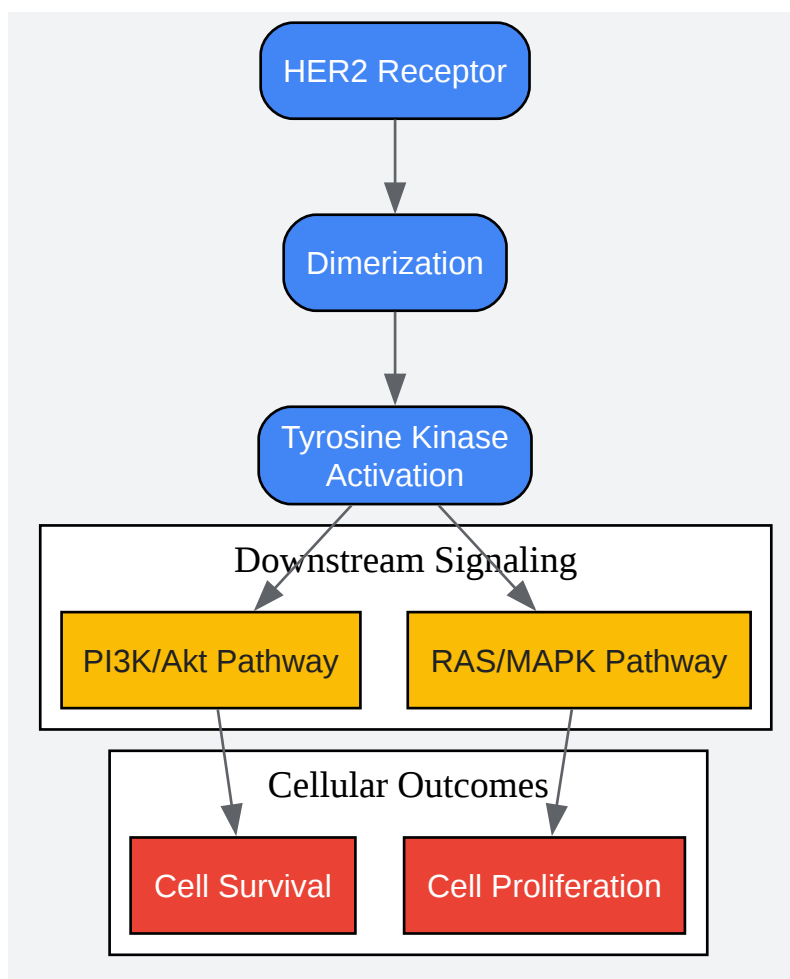 HER2 Receptor
Dimerization
Tyrosine Kinase
Activation
Downstream Signaling
PI3K/Akt Pathway
RAS/MAPK Pathway
Cellular Outcomes
Cell Survival
Cell Proliferation